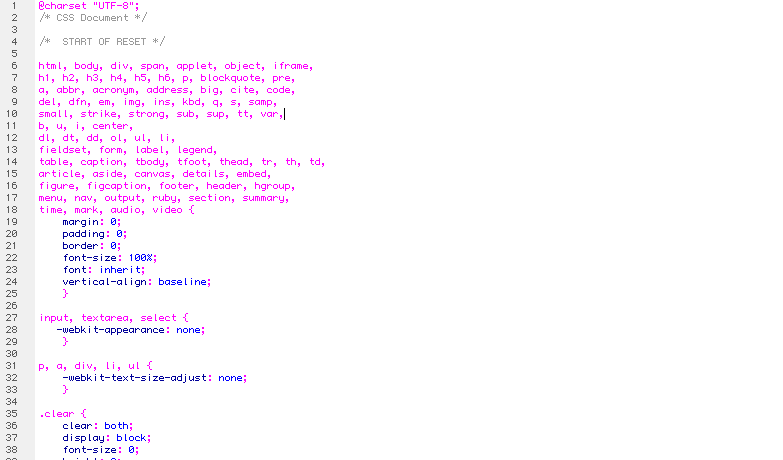 1 @charset "UTF-8";
2 /* CSS Document */
3
4 /*  START OF RESET */
5
6 html, body, div, span, applet, object, iframe,
7 h1, h2, h3, h4, h5, h6, p, blockquote, pre,
8 a, abbr, acronym, address, big, cite, code,
9 del, dfn, em, img, ins, kbd, q, s, samp,
10 small, strike, strong, sub, sup, tt, var,
11 b, u, i, center,
12 dl, dt, dd, ol, ul, li,
13 fieldset, form, label, legend,
14 table, caption, tbody, tfoot, thead, tr, th, td,
15 article, aside, canvas, details, embed,
16 figure, figcaption, footer, header, hgroup,
17 menu, nav, output, ruby, section, summary,
18 time, mark, audio, video {
19     margin: 0;
20     padding: 0;
21     border: 0;
22     font-size: 100%;
23     font: inherit;
24     vertical-align: baseline;
25     }
26
27 input, textarea, select {
28    -webkit-appearance: none;
29     }
30
31 p, a, div, li, ul {
32     -webkit-text-size-adjust: none;
33     }
34
35 .clear {
36     clear: both;
37     display: block;
38     font-size: 0;